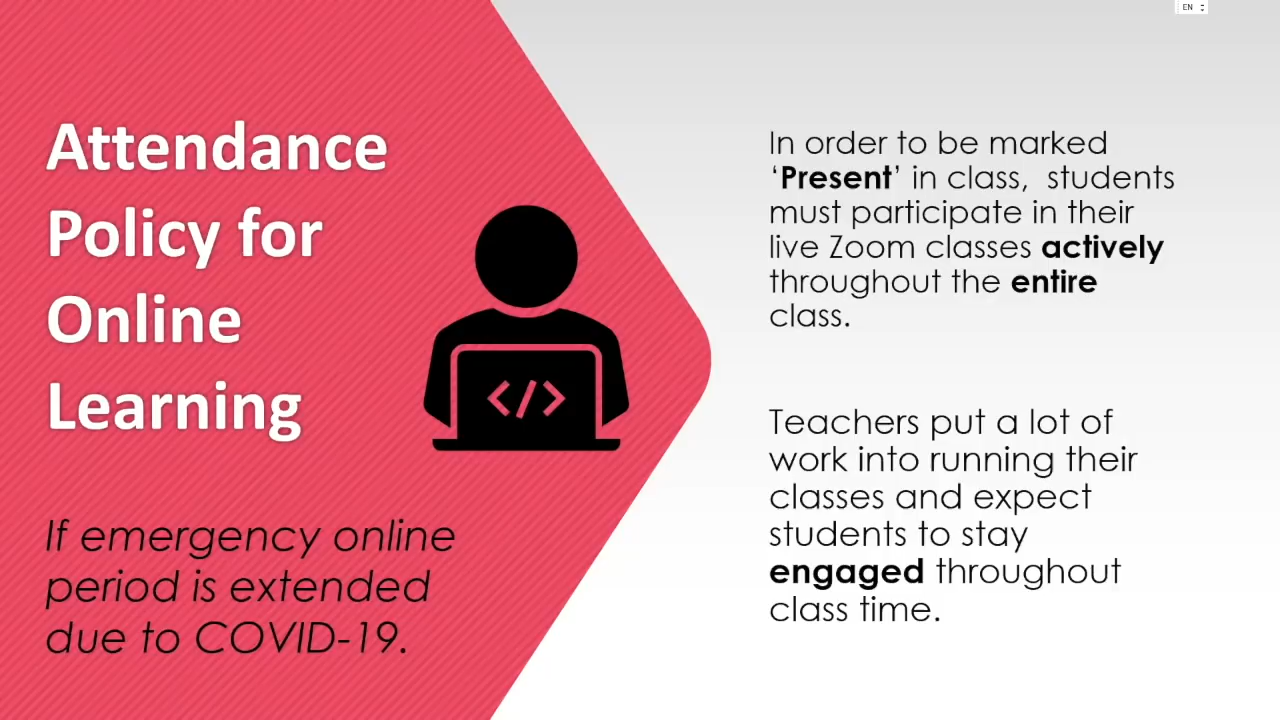 EN
Attendance
Policy for
Online
Learning
</>
If emergency online
period is extended
due to COVID-19.
In order to be marked
‘Present’ in class,  students
must participate in their
live Zoom classes actively
throughout the entire
class.
Teachers put a lot of
work into running their
classes and expect
students to stay
engaged throughout
class time.